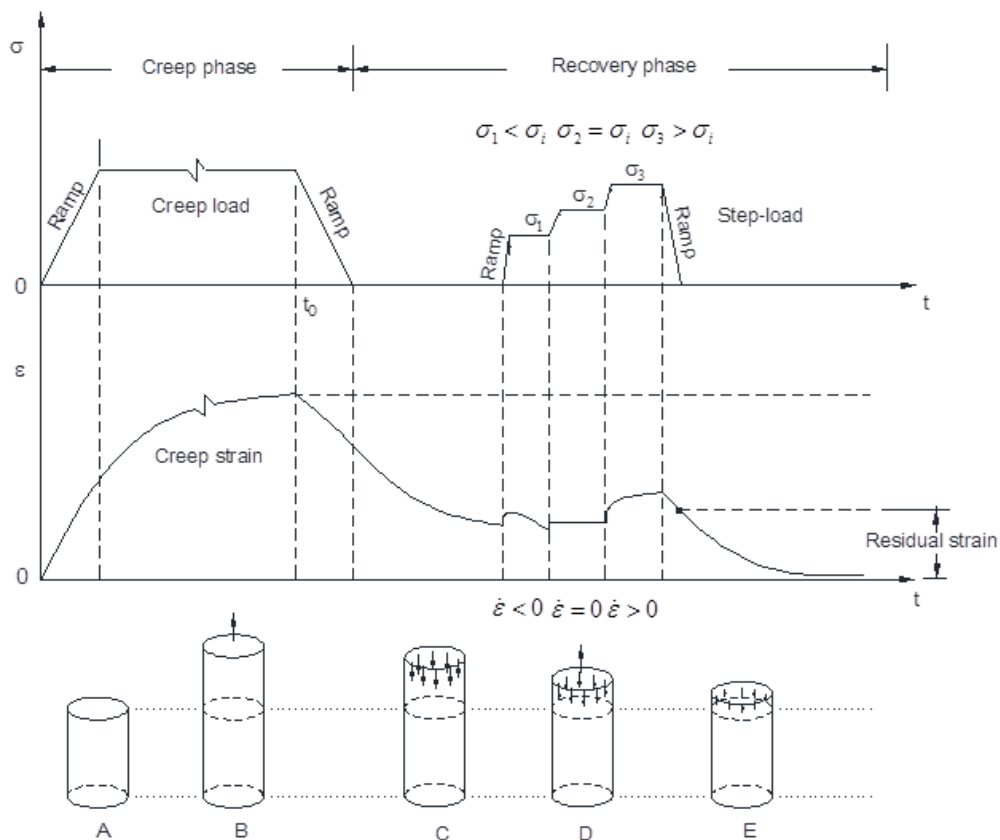 σ
Creep phase
Recovery phase
σ₁ < σᵢ σ₂ = σᵢ σ₃ > σᵢ
Ramp
Creep load
Ramp
Ramp
σ₁
σ₂
σ₃
Ramp
Step-load
0
t₀
t
ε
Creep strain
Residual strain
0
t
ε̇ < 0 ε̇ = 0 ε̇ > 0
A
B
C
D
E